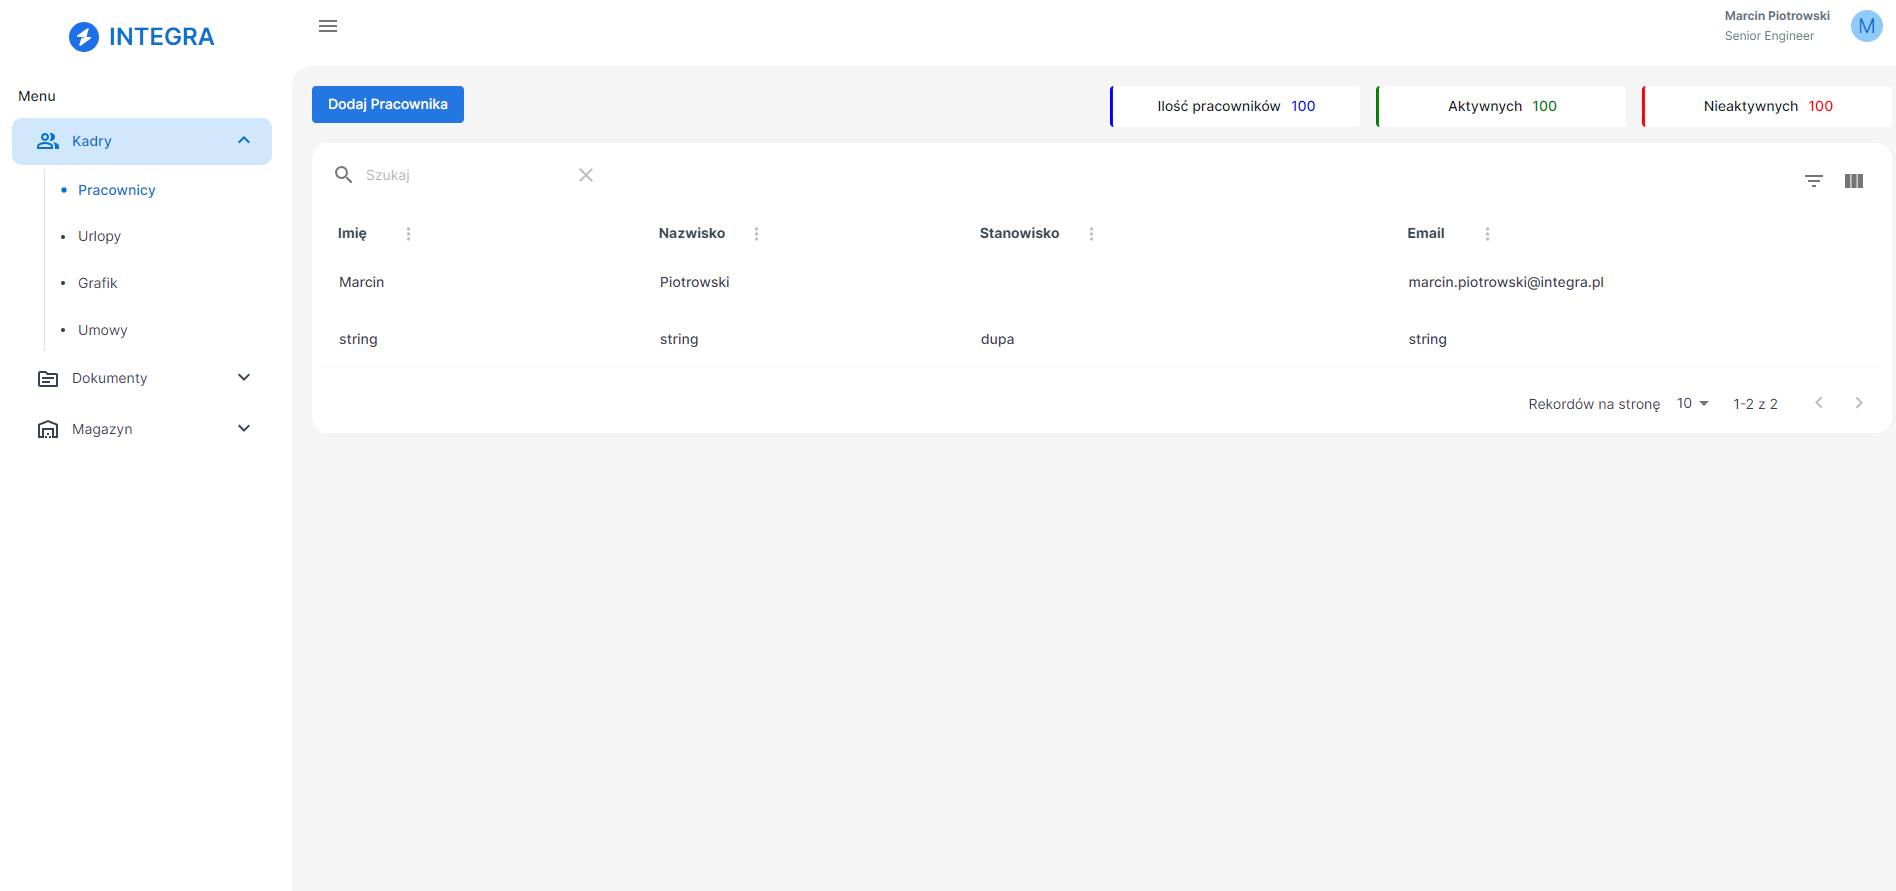 INTEGRA
Marcin Piotrowski
Senior Engineer
M
Menu
Kadry
Pracownicy
Urlopy
Grafik
Umowy
Dokumenty
Magazyn
Dodaj Pracownika
Ilość pracowników 100
Aktywnych 100
Nieaktywnych 100
Szukaj
Imię Nazwisko Stanowisko Email
Marcin Piotrowski marcin.piotrowski@integra.pl
string string dupa string
Rekordów na stronę 10 1-2 z 2